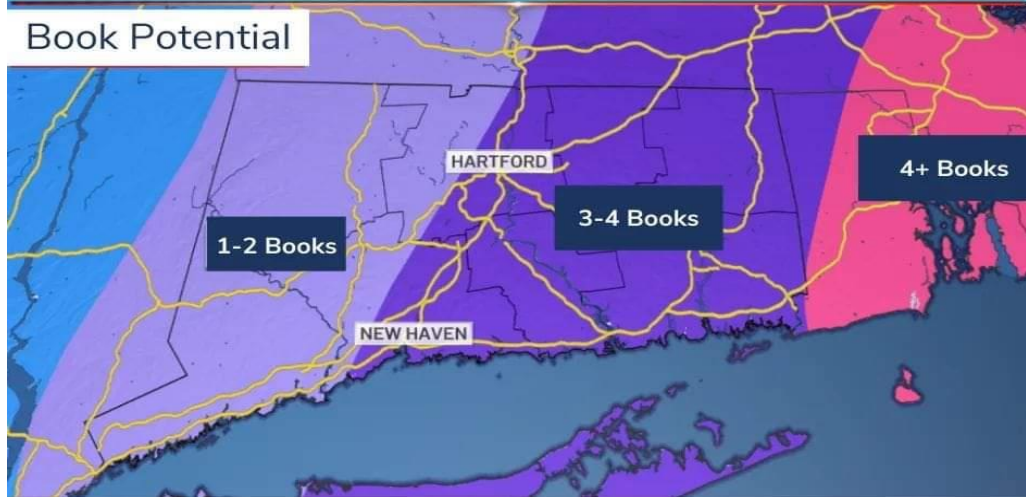 Book Potential
HARTFORD
4+ Books
3-4 Books
1-2 Books
NEW HAVEN